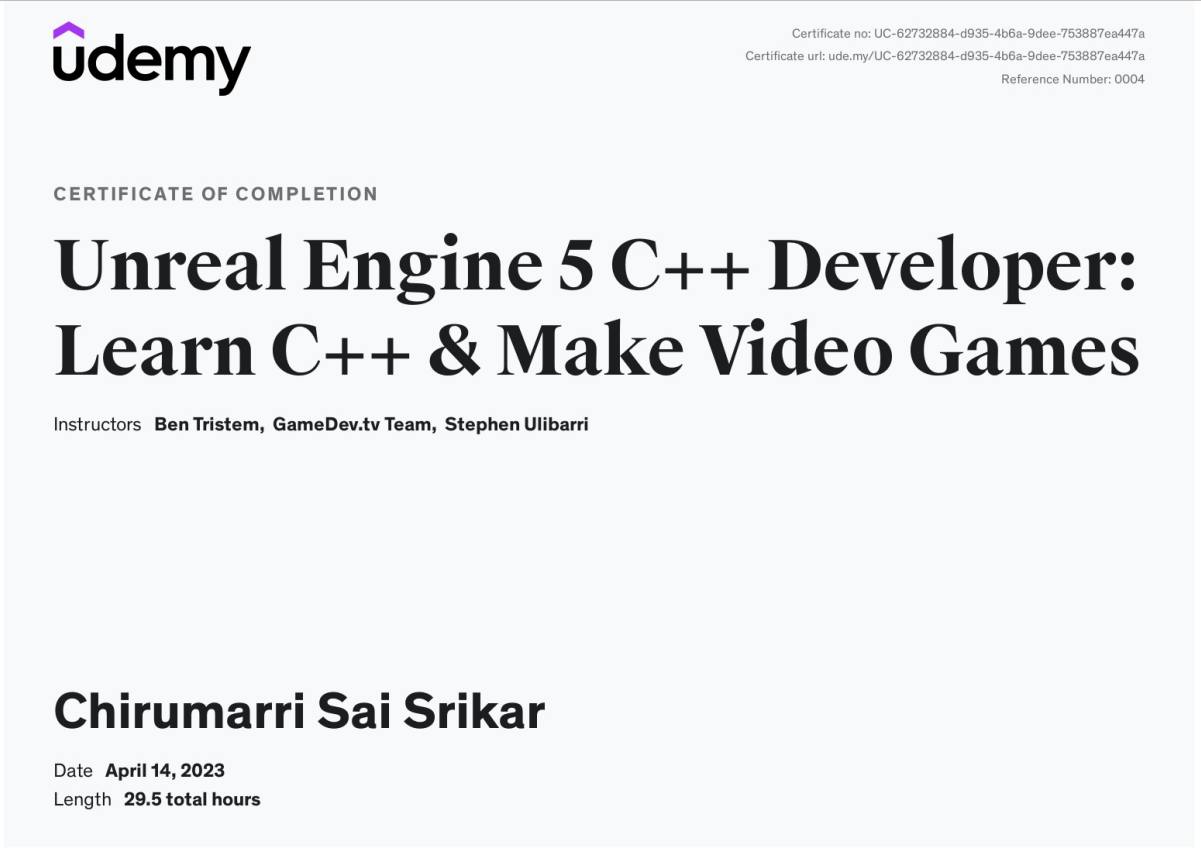 udemy
Certificate no: UC-62732884-d935-4b6a-9dee-753887ea447a
Certificate url: ude.my/UC-62732884-d935-4b6a-9dee-753887ea447a
Reference Number: 0004
CERTIFICATE OF COMPLETION
Unreal Engine 5 C++ Developer:
Learn C++ & Make Video Games
Instructors Ben Tristem, GameDev.tv Team, Stephen Ulibarri
Chirumarri Sai Srikar
Date April 14, 2023
Length 29.5 total hours